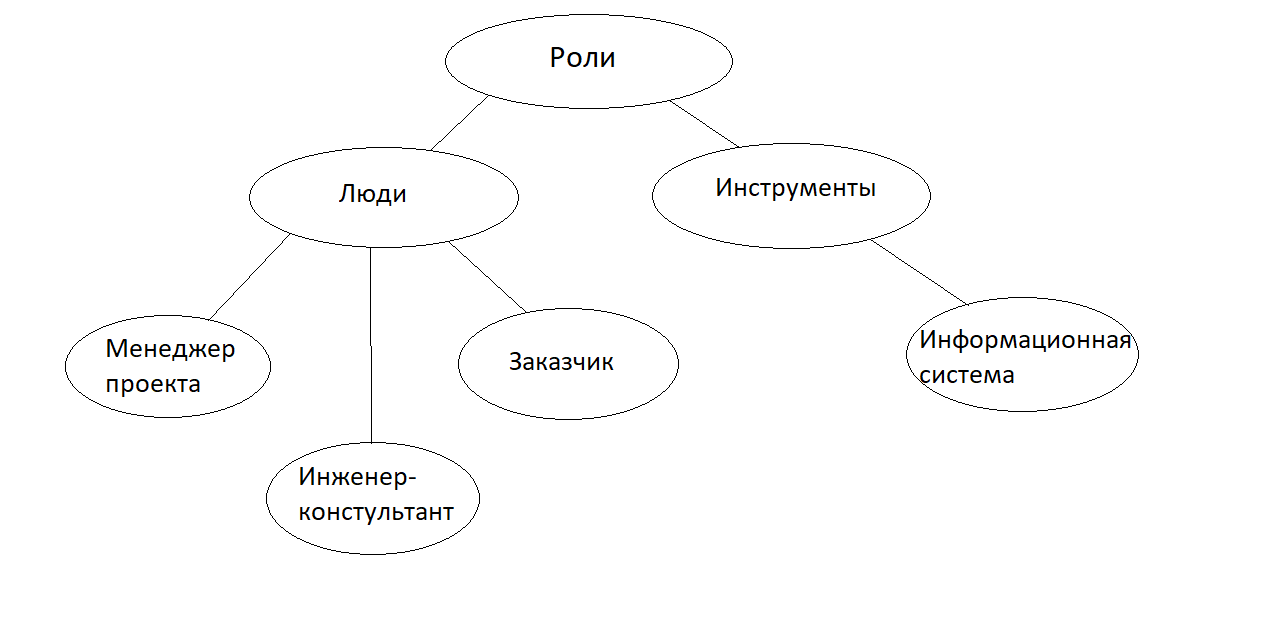 Роли
Люди
Инструменты
Менеджер
проекта
Заказчик
Информационная
система
Инженер-
констультант